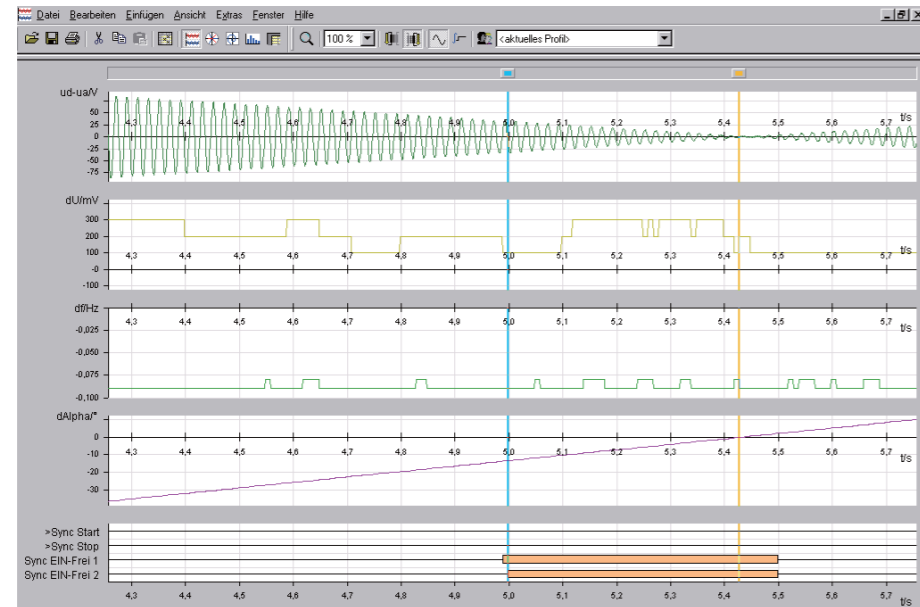 Datei Bearbeiten Einfügen Ansicht Extras Fenster Hilfe
100 % <aktuelles Profil>
ud-ua/V
50
25
0
-25
-50
-75
4,3 4,4 4,5 4,6 4,7 4,8 4,9 5,0 5,1 5,2 5,3 5,4 5,5 5,6 5,7 t/s
dU/mV
300
200
100
-0
-100
4,3 4,4 4,5 4,6 4,7 4,8 4,9 5,0 5,1 5,2 5,3 5,4 5,5 5,6 5,7 t/s
df/Hz
-0,025
-0,050
-0,075
-0,100
4,3 4,4 4,5 4,6 4,7 4,8 4,9 5,0 5,1 5,2 5,3 5,4 5,5 5,6 5,7 t/s
dAlpha/°
0
-10
-20
-30
4,3 4,4 4,5 4,6 4,7 4,8 4,9 5,0 5,1 5,2 5,3 5,4 5,5 5,6 5,7 t/s
>Sync Start
>Sync Stop
Sync EIN-Frei 1
Sync EIN-Frei 2
4,3 4,4 4,5 4,6 4,7 4,8 4,9 5,0 5,1 5,2 5,3 5,4 5,5 5,6 5,7 t/s